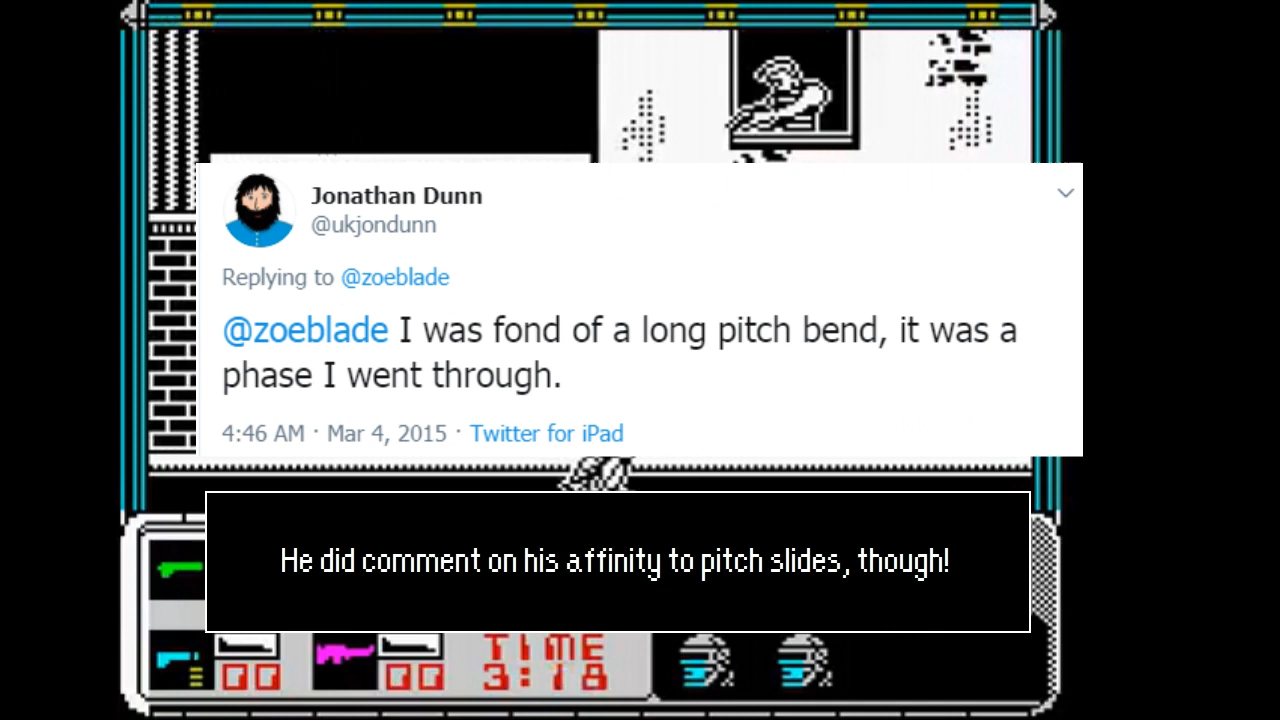 Jonathan Dunn
@ukjondunn
Replying to @zoeblade
@zoeblade I was fond of a long pitch bend, it was a
phase I went through.
4:46 AM · Mar 4, 2015 · Twitter for iPad
He did comment on his affinity to pitch slides, though!
TIME
00 00 3:18